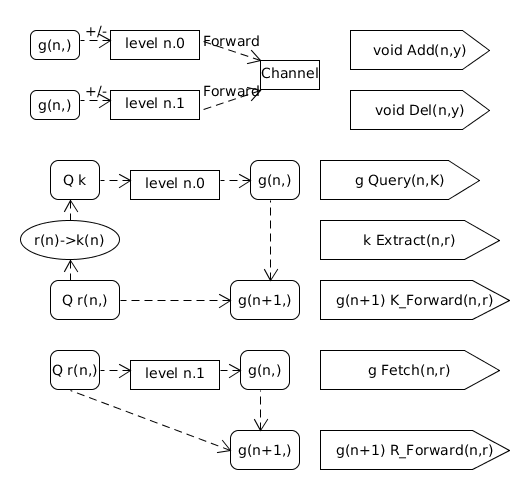 g(n,)
+/-
level n.0
Forward
Channel
void Add(n,y)
g(n,)
+/-
level n.1
Forward
void Del(n,y)
Q k
level n.0
g(n,)
g Query(n,K)
r(n)->k(n)
k Extract(n,r)
Q r(n,)
g(n+1,)
g(n+1) K_Forward(n,r)
Q r(n,)
level n.1
g(n,)
g Fetch(n,r)
g(n+1,)
g(n+1) R_Forward(n,r)